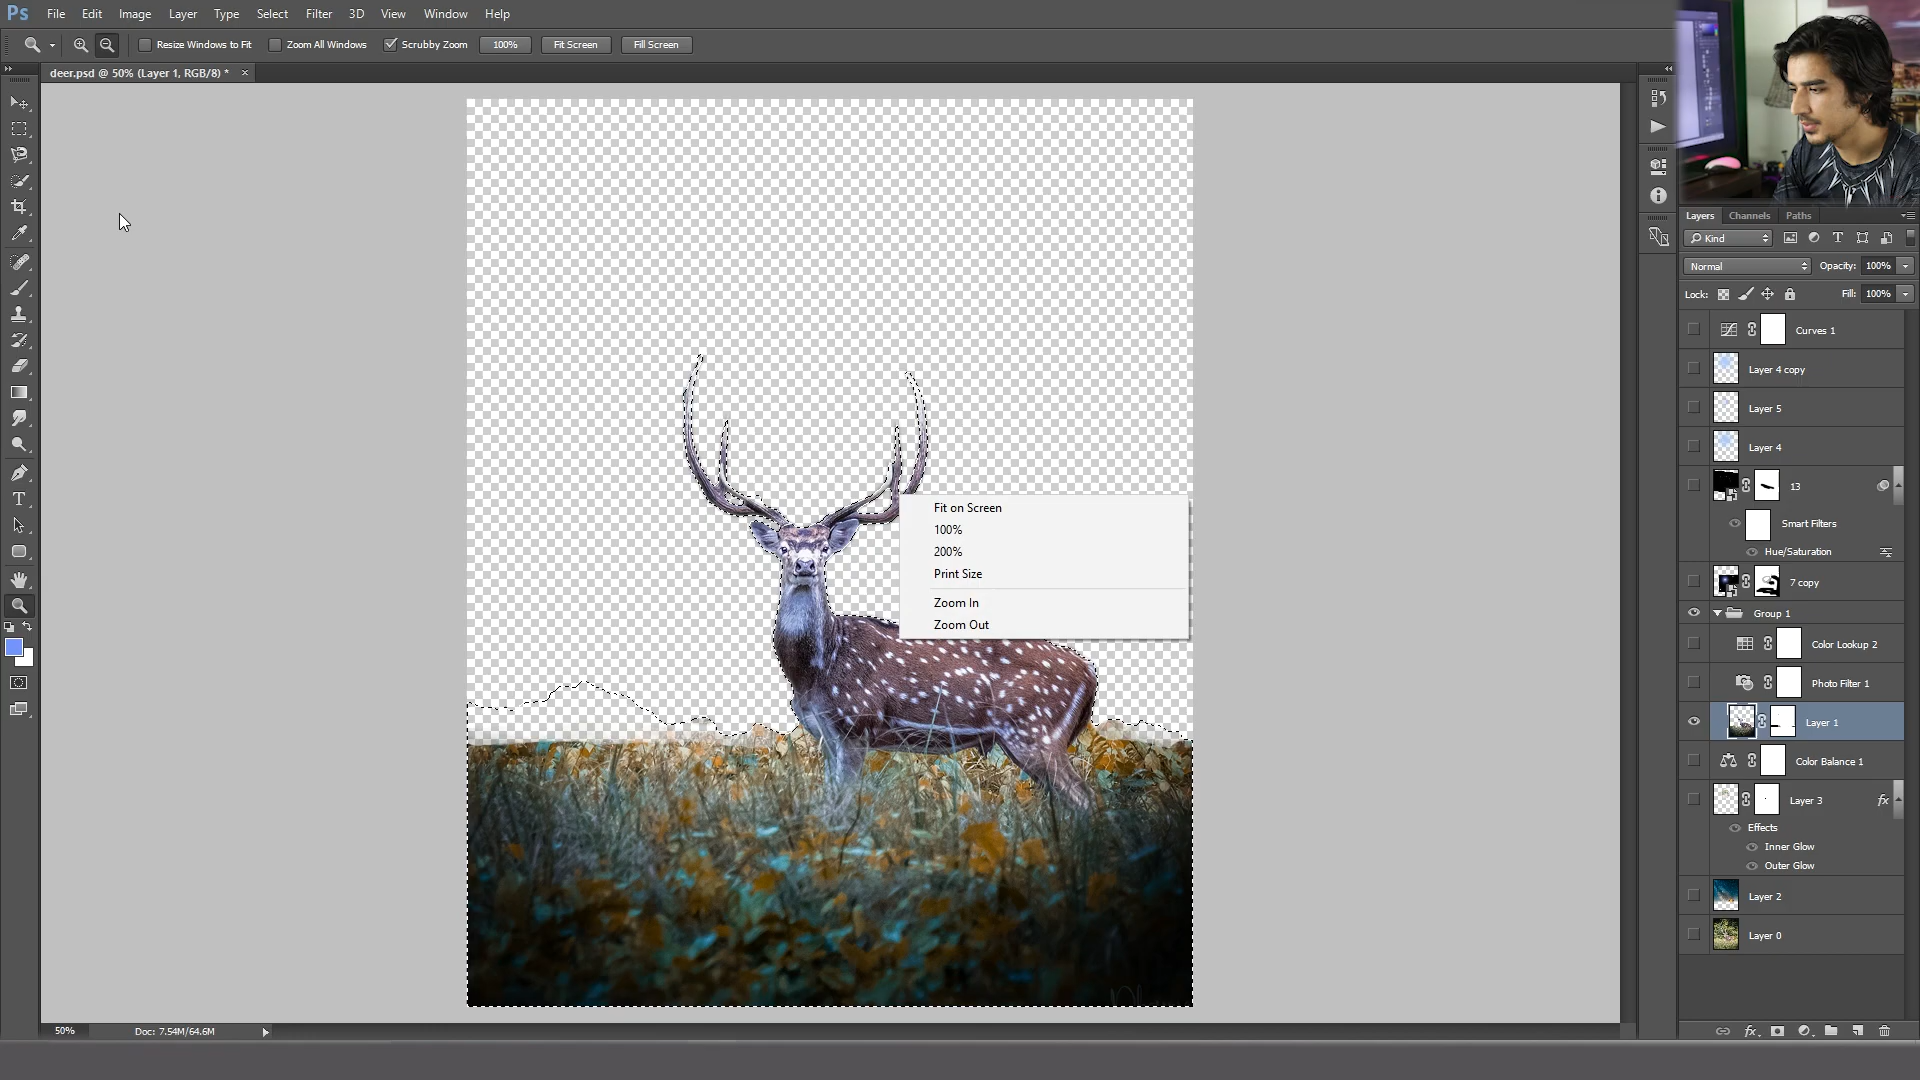 Ps File Edit Image Layer Type Select Filter 3D View Window Help
Resize Windows to Fit Zoom All Windows Scrubby Zoom 100% Fit Screen Fill Screen
deer.psd @ 50% (Layer 1, RGB/8) * ×
Fit on Screen
100%
200%
Print Size
Zoom In
Zoom Out
50% Doc: 7.54M/64.6M
Layers Channels Paths
Kind
Normal Opacity: 100%
Lock: Fill: 100%
Curves 1
Layer 4 copy
Layer 5
Layer 4
13
Smart Filters
Hue/Saturation
7 copy
Group 1
Color Lookup 2
Photo Filter 1
Layer 1
Color Balance 1
Layer 3 fx
Effects
Inner Glow
Outer Glow
Layer 2
Layer 0
fx